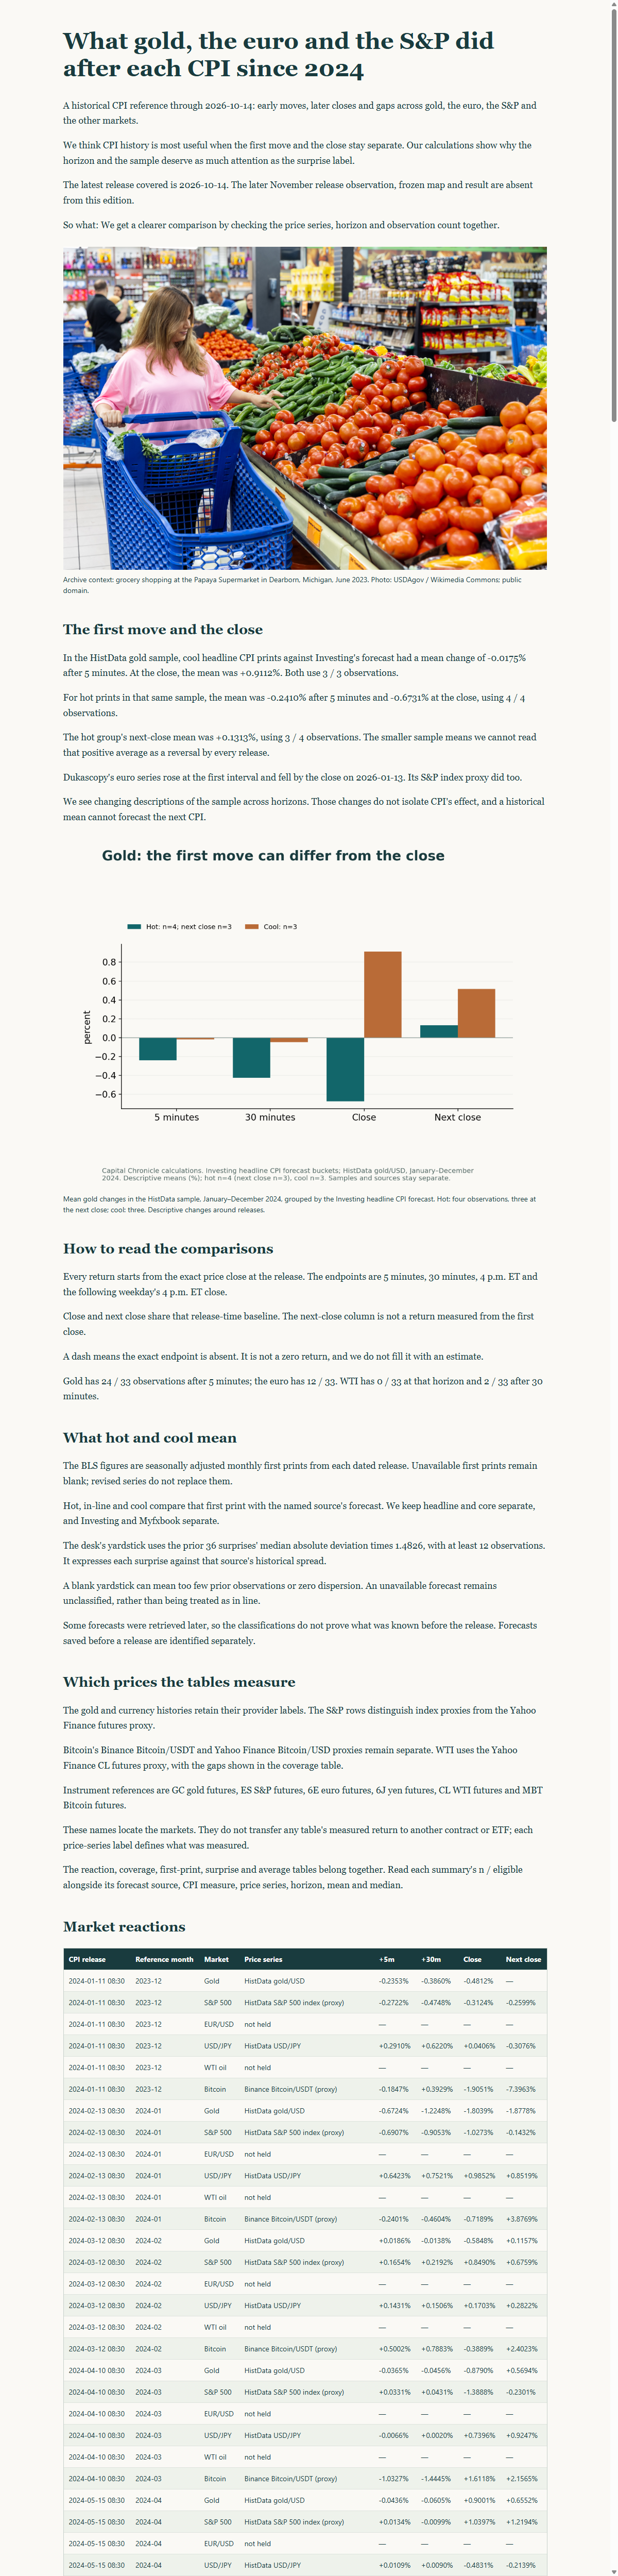 What gold, the euro and the S&P did
after each CPI since 2024
A historical CPI reference through 2026-10-14: early moves, later closes and gaps across gold, the euro, the S&P and
the other markets.
We think CPI history is most useful when the first move and the close stay separate. Our calculations show why the
horizon and the sample deserve as much attention as the surprise label.
The latest release covered is 2026-10-14. The later November release observation, frozen map and result are absent
from this edition.
So what: We get a clearer comparison by checking the price series, horizon and observation count together.
Archive context: grocery shopping at the Papaya Supermarket in Dearborn, Michigan, June 2023. Photo: USDAgov / Wikimedia Commons; public
domain.
The first move and the close
In the HistData gold sample, cool headline CPI prints against Investing's forecast had a mean change of -0.0175%
after 5 minutes. At the close, the mean was +0.9112%. Both use 3 / 3 observations.
For hot prints in that same sample, the mean was -0.2410% after 5 minutes and -0.6731% at the close, using 4 / 4
observations.
The hot group's next-close mean was +0.1313%, using 3 / 4 observations. The smaller sample means we cannot read
that positive average as a reversal by every release.
Dukascopy's euro series rose at the first interval and fell by the close on 2026-01-13. Its S&P index proxy did too.
We see changing descriptions of the sample across horizons. Those changes do not isolate CPI's effect, and a historical
mean cannot forecast the next CPI.
Gold: the first move can differ from the close
Hot: n=4; next close n=3 Cool: n=3
percent
0.8
0.6
0.4
0.2
0.0
−0.2
−0.4
−0.6
5 minutes 30 minutes Close Next close
Capital Chronicle calculations. Investing headline CPI forecast buckets; HistData gold/USD, January–December
2024. Descriptive means (%); hot n=4 (next close n=3), cool n=3. Samples and sources stay separate.
Mean gold changes in the HistData sample, January–December 2024, grouped by the Investing headline CPI forecast. Hot: four observations, three at
the next close; cool: three. Descriptive changes around releases.
How to read the comparisons
Every return starts from the exact price close at the release. The endpoints are 5 minutes, 30 minutes, 4 p.m. ET and
the following weekday's 4 p.m. ET close.
Close and next close share that release-time baseline. The next-close column is not a return measured from the first
close.
A dash means the exact endpoint is absent. It is not a zero return, and we do not fill it with an estimate.
Gold has 24 / 33 observations after 5 minutes; the euro has 12 / 33. WTI has 0 / 33 at that horizon and 2 / 33 after 30
minutes.
What hot and cool mean
The BLS figures are seasonally adjusted monthly first prints from each dated release. Unavailable first prints remain
blank; revised series do not replace them.
Hot, in-line and cool compare that first print with the named source's forecast. We keep headline and core separate,
and Investing and Myfxbook separate.
The desk's yardstick uses the prior 36 surprises' median absolute deviation times 1.4826, with at least 12 observations.
It expresses each surprise against that source's historical spread.
A blank yardstick can mean too few prior observations or zero dispersion. An unavailable forecast remains
unclassified, rather than being treated as in line.
Some forecasts were retrieved later, so the classifications do not prove what was known before the release. Forecasts
saved before a release are identified separately.
Which prices the tables measure
The gold and currency histories retain their provider labels. The S&P rows distinguish index proxies from the Yahoo
Finance futures proxy.
Bitcoin's Binance Bitcoin/USDT and Yahoo Finance Bitcoin/USD proxies remain separate. WTI uses the Yahoo
Finance CL futures proxy, with the gaps shown in the coverage table.
Instrument references are GC gold futures, ES S&P futures, 6E euro futures, 6J yen futures, CL WTI futures and MBT
Bitcoin futures.
These names locate the markets. They do not transfer any table's measured return to another contract or ETF; each
price-series label defines what was measured.
The reaction, coverage, first-print, surprise and average tables belong together. Read each summary's n / eligible
alongside its forecast source, CPI measure, price series, horizon, mean and median.
Market reactions
CPI release Reference month Market Price series +5m +30m Close Next close
2024-01-11 08:30 2023-12 Gold HistData gold/USD -0.2353% -0.3860% -0.4812% —
2024-01-11 08:30 2023-12 S&P 500 HistData S&P 500 index (proxy) -0.2722% -0.4748% -0.3124% -0.2599%
2024-01-11 08:30 2023-12 EUR/USD not held — — — —
2024-01-11 08:30 2023-12 USD/JPY HistData USD/JPY +0.2910% +0.6220% +0.0406% -0.3076%
2024-01-11 08:30 2023-12 WTI oil not held — — — —
2024-01-11 08:30 2023-12 Bitcoin Binance Bitcoin/USDT (proxy) -0.1847% +0.3929% -1.9051% -7.3963%
2024-02-13 08:30 2024-01 Gold HistData gold/USD -0.6724% -1.2248% -1.8039% -1.8778%
2024-02-13 08:30 2024-01 S&P 500 HistData S&P 500 index (proxy) -0.6907% -0.9053% -1.0273% -0.1432%
2024-02-13 08:30 2024-01 EUR/USD not held — — — —
2024-02-13 08:30 2024-01 USD/JPY HistData USD/JPY +0.6423% +0.7521% +0.9852% +0.8519%
2024-02-13 08:30 2024-01 WTI oil not held — — — —
2024-02-13 08:30 2024-01 Bitcoin Binance Bitcoin/USDT (proxy) -0.2401% -0.4604% -0.7189% +3.8769%
2024-03-12 08:30 2024-02 Gold HistData gold/USD +0.0186% -0.0138% -0.5848% +0.1157%
2024-03-12 08:30 2024-02 S&P 500 HistData S&P 500 index (proxy) +0.1654% +0.2192% +0.8490% +0.6759%
2024-03-12 08:30 2024-02 EUR/USD not held — — — —
2024-03-12 08:30 2024-02 USD/JPY HistData USD/JPY +0.1431% +0.1506% +0.1703% +0.2822%
2024-03-12 08:30 2024-02 WTI oil not held — — — —
2024-03-12 08:30 2024-02 Bitcoin Binance Bitcoin/USDT (proxy) +0.5002% +0.7883% -0.3889% +2.4023%
2024-04-10 08:30 2024-03 Gold HistData gold/USD -0.0365% -0.0456% -0.8790% +0.5694%
2024-04-10 08:30 2024-03 S&P 500 HistData S&P 500 index (proxy) +0.0331% +0.0431% -1.3888% -0.2301%
2024-04-10 08:30 2024-03 EUR/USD not held — — — —
2024-04-10 08:30 2024-03 USD/JPY HistData USD/JPY -0.0066% +0.0020% +0.7396% +0.9247%
2024-04-10 08:30 2024-03 WTI oil not held — — — —
2024-04-10 08:30 2024-03 Bitcoin Binance Bitcoin/USDT (proxy) -1.0327% -1.4445% +1.6118% +2.1565%
2024-05-15 08:30 2024-04 Gold HistData gold/USD -0.0436% -0.0605% +0.9001% +0.6552%
2024-05-15 08:30 2024-04 S&P 500 HistData S&P 500 index (proxy) +0.0134% -0.0099% +1.0397% +1.2194%
2024-05-15 08:30 2024-04 EUR/USD not held — — — —
2024-05-15 08:30 2024-04 USD/JPY HistData USD/JPY +0.0109% +0.0090% -0.4831% -0.2139%